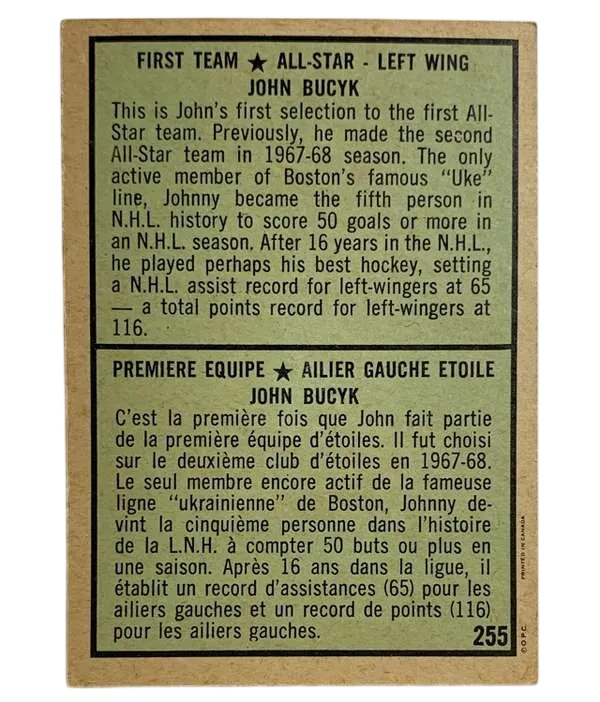 FIRST TEAM ★ ALL-STAR - LEFT WING
JOHN BUCYK
This is John's first selection to the first All-
Star team. Previously, he made the second
All-Star team in 1967-68 season. The only
active member of Boston's famous "Uke"
line, Johnny became the fifth person in
N.H.L. history to score 50 goals or more in
an N.H.L. season. After 16 years in the N.H.L.,
he played perhaps his best hockey, setting
a N.H.L. assist record for left-wingers at 65
— a total points record for left-wingers at
116.
PREMIERE EQUIPE ★ AILIER GAUCHE ETOILE
JOHN BUCYK
C'est la première fois que John fait partie
de la première équipe d'étoiles. Il fut choisi
sur le deuxième club d'étoiles en 1967-68.
Le seul membre encore actif de la fameuse
ligne "ukrainienne" de Boston, Johnny de-
vint la cinquième personne dans l'histoire
de la L.N.H. à compter 50 buts ou plus en
une saison. Après 16 ans dans la ligue, il
établit un record d'assistances (65) pour les
ailiers gauches et un record de points (116)
pour les ailiers gauches.
255
© O.P.C.
PRINTED IN CANADA